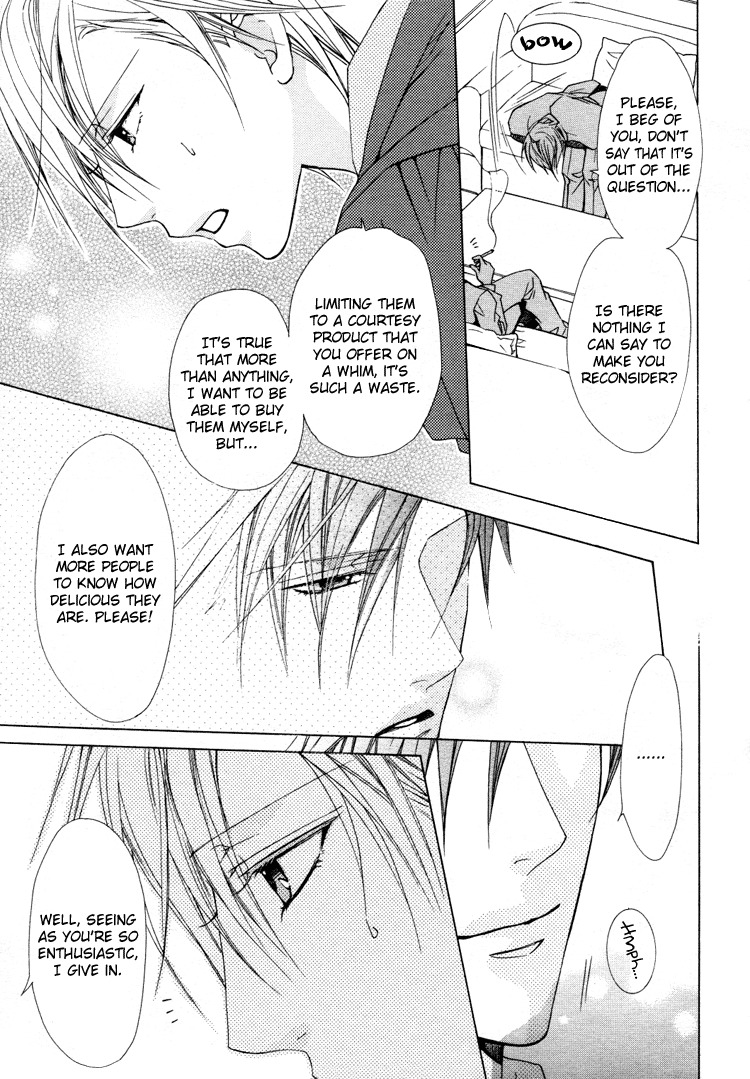 bow
PLEASE,
I BEG OF
YOU, DON'T
SAY THAT IT'S
OUT OF THE
QUESTION...
IS THERE
NOTHING I
CAN SAY TO
MAKE YOU
RECONSIDER?
LIMITING THEM
TO A COURTESY
PRODUCT THAT
YOU OFFER ON
A WHIM, IT'S
SUCH A WASTE.
IT'S TRUE
THAT MORE
THAN ANYTHING,
I WANT TO BE
ABLE TO BUY
THEM MYSELF,
BUT...
I ALSO WANT
MORE PEOPLE
TO KNOW HOW
DELICIOUS THEY
ARE. PLEASE!
......
Hmph...
WELL, SEEING
AS YOU'RE SO
ENTHUSIASTIC,
I GIVE IN.